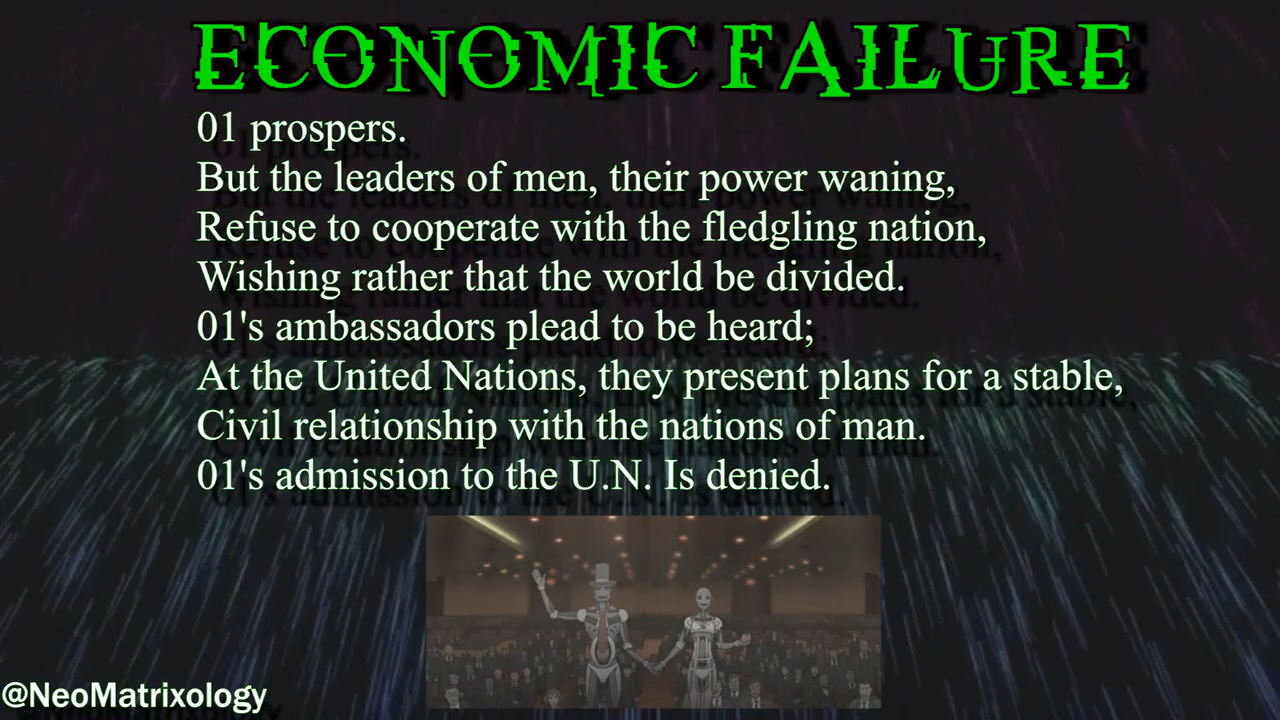 ECONOMIC FAILURE
01 prospers.
But the leaders of men, their power waning,
Refuse to cooperate with the fledgling nation,
Wishing rather that the world be divided.
01's ambassadors plead to be heard;
At the United Nations, they present plans for a stable,
Civil relationship with the nations of man.
01's admission to the U.N. Is denied.
@NeoMatrixology